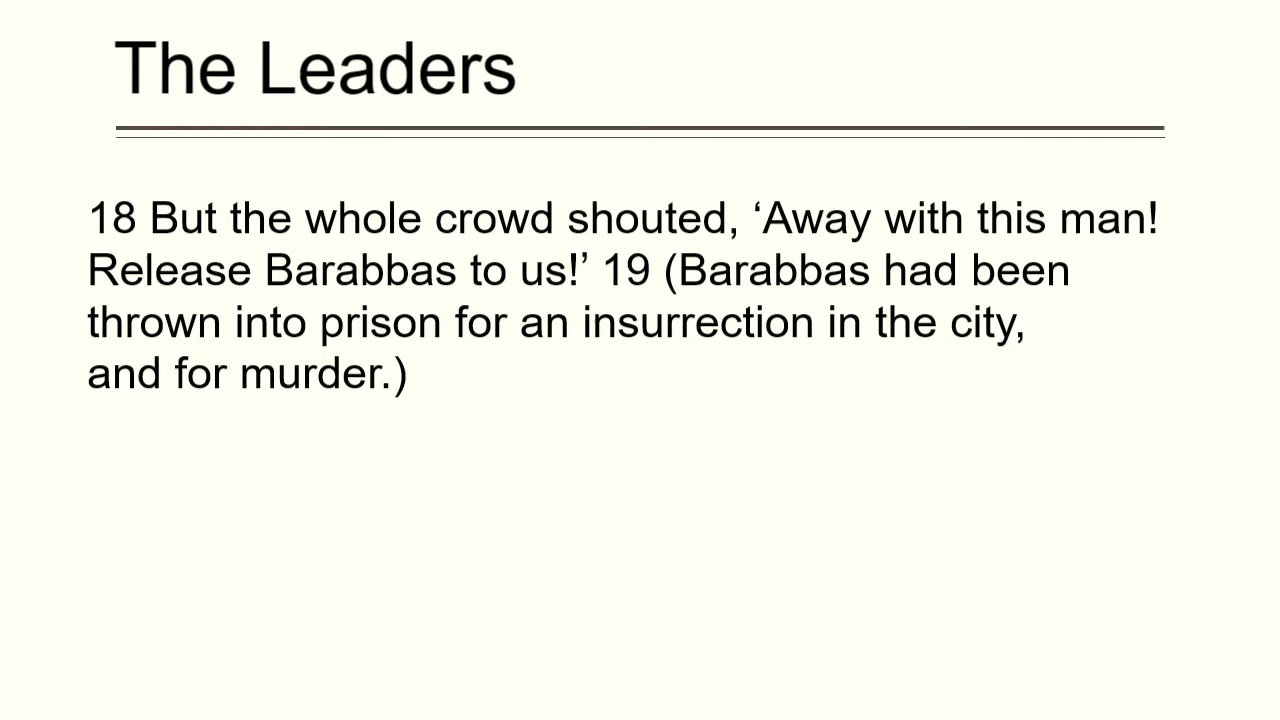 The Leaders
18 But the whole crowd shouted, ‘Away with this man!
Release Barabbas to us!’ 19 (Barabbas had been
thrown into prison for an insurrection in the city,
and for murder.)